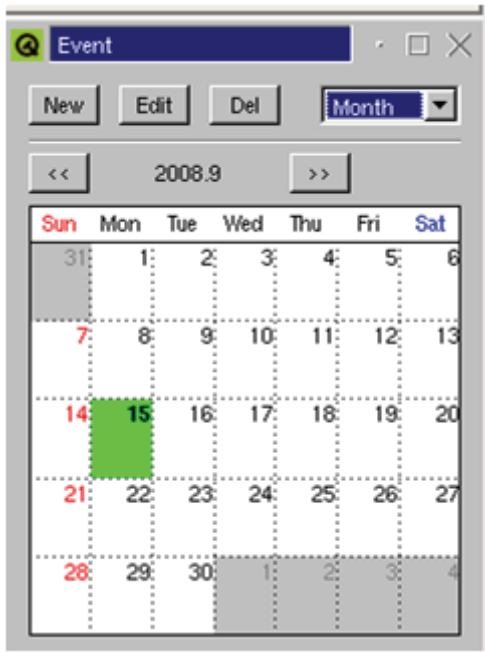 Event
New Edit Del Month
<< 2008.9 >>
Sun Mon Tue Wed Thu Fri Sat
31 1 2 3 4 5 6
7 8 9 10 11 12 13
14 15 16 17 18 19 20
21 22 23 24 25 26 27
28 29 30 1 2 3 4